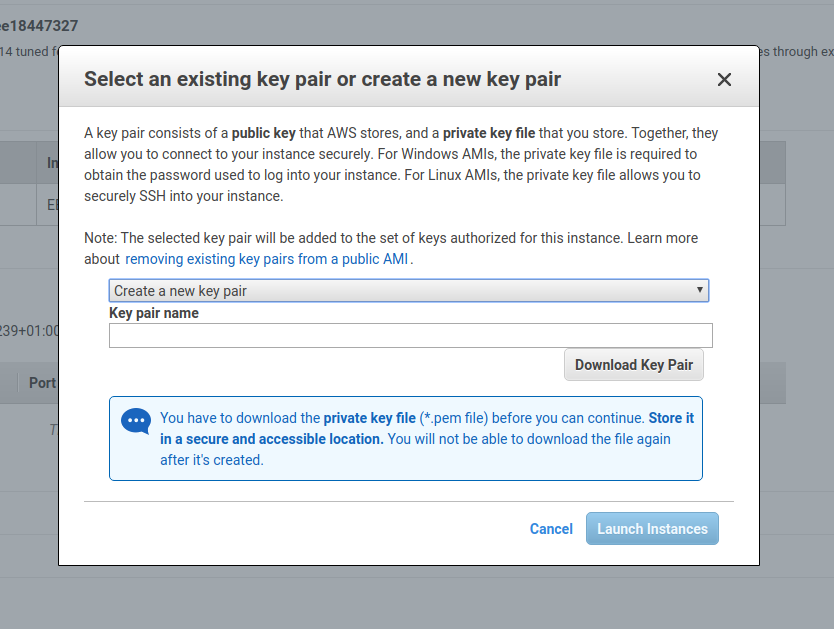 ee18447327
14 tuned
es through ex
Select an existing key pair or create a new key pair
A key pair consists of a public key that AWS stores, and a private key file that you store. Together, they
allow you to connect to your instance securely. For Windows AMIs, the private key file is required to
obtain the password used to log into your instance. For Linux AMIs, the private key file allows you to
securely SSH into your instance.
Note: The selected key pair will be added to the set of keys authorized for this instance. Learn more
about removing existing key pairs from a public AMI.
Create a new key pair
Key pair name
Download Key Pair
You have to download the private key file (*.pem file) before you can continue. Store it
in a secure and accessible location. You will not be able to download the file again
after it's created.
Cancel Launch Instances
In
239+01:00
Port